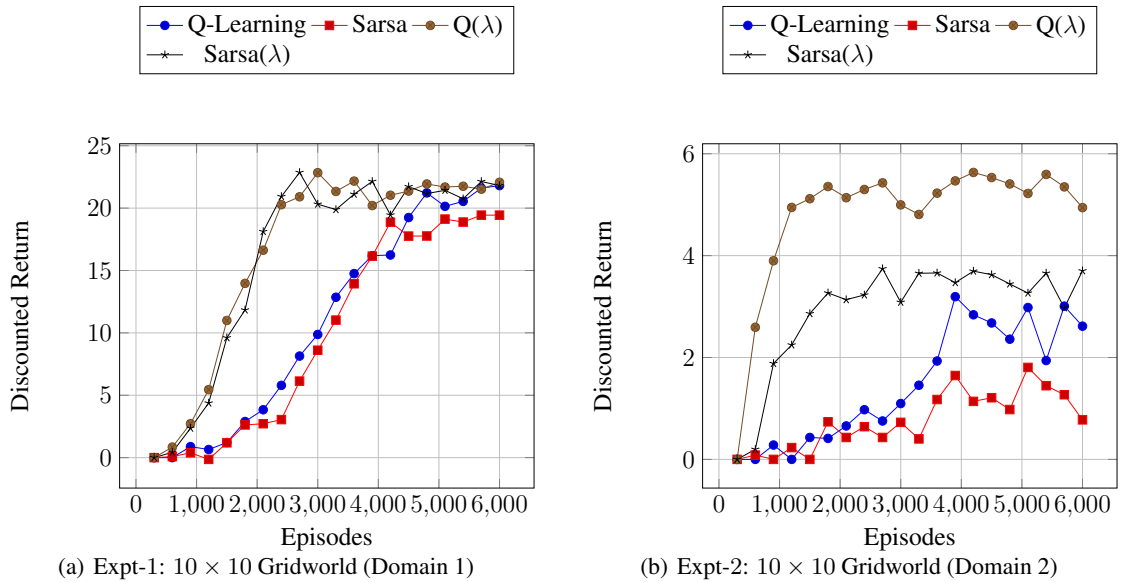 Q-Learning Sarsa Q(λ)
Sarsa(λ)
25
20
15
10
5
0
1,000 2,000 3,000 4,000 5,000 6,000
0
Discounted Return
Episodes
(a) Expt-1: 10 × 10 Gridworld (Domain 1)
Q-Learning Sarsa Q(λ)
Sarsa(λ)
6
4
2
0
0 1,000 2,000 3,000 4,000 5,000 6,000
Discounted Return
Episodes
(b) Expt-2: 10 × 10 Gridworld (Domain 2)